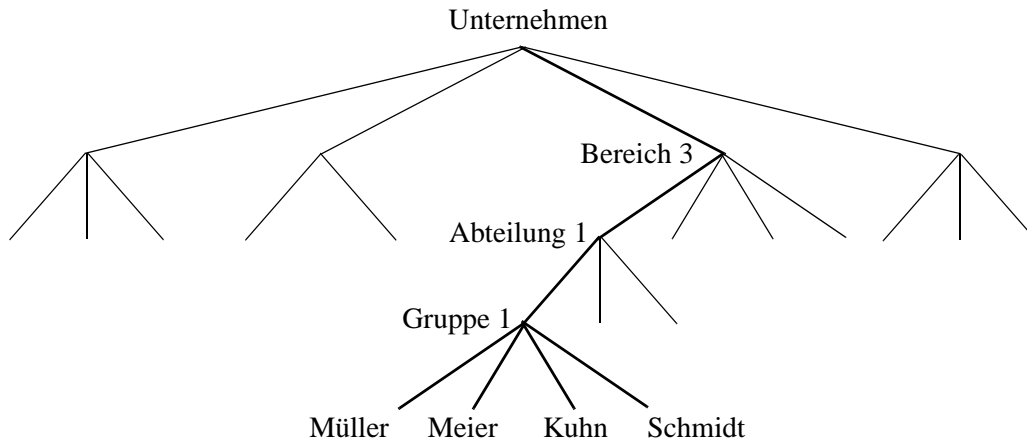 Unternehmen
Bereich 3
Abteilung 1
Gruppe 1
Müller Meier Kuhn Schmidt